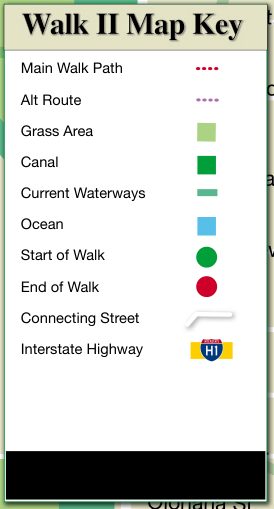 Walk II Map Key
Main Walk Path
Alt Route
Grass Area
Canal
Current Waterways
Ocean
Start of Walk
End of Walk
Connecting Street
Interstate Highway
H1